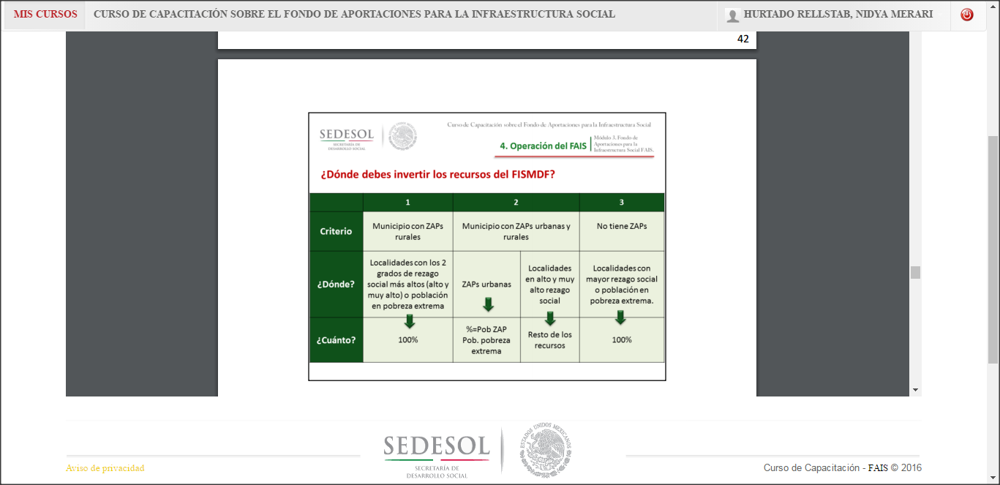 MIS CURSOS
CURSO DE CAPACITACIÓN SOBRE EL FONDO DE APORTACIONES PARA LA INFRAESTRUCTURA SOCIAL
HURTADO RELLSTAB, NIDYA MERARI
42
SEDESOL
SECRETARÍA DE
DESARROLLO SOCIAL
Curso de Capacitación sobre el Fondo de Aportaciones para la Infraestructura Social
4. Operación del FAIS
Módulo 3. Fondo de
Aportaciones para la
Infraestructura Social FAIS.
¿Dónde debes invertir los recursos del FISMDF?
1
2
3
Criterio
Municipio con ZAPs
rurales
Municipio con ZAPs urbanas y
rurales
No tiene ZAPs
¿Dónde?
Localidades con los 2
grados de rezago
social más altos (alto y
muy alto) o población
en pobreza extrema
ZAPs urbanas
Localidades
en alto y muy
alto rezago
social
Localidades con
mayor rezago social
o población en
pobreza extrema.
¿Cuánto?
100%
%=Pob ZAP
Pob. pobreza
extrema
Resto de los
recursos
100%
Aviso de privacidad
SEDESOL
SECRETARÍA DE
DESARROLLO SOCIAL
ESTADOS UNIDOS MEXICANOS
Curso de Capacitación - FAIS © 2016